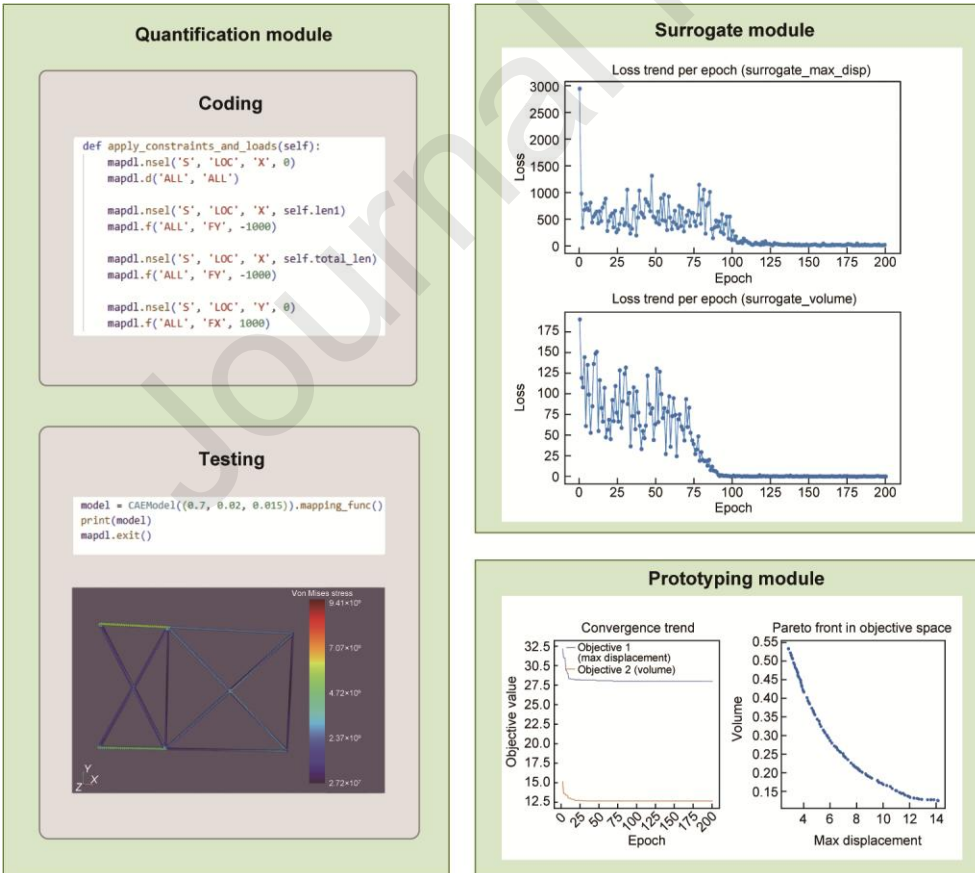 Quantification module
Coding
def apply_constraints_and_loads(self):
mapdl.nsel('S', 'LOC', 'X', 0)
mapdl.d('ALL', 'ALL')
mapdl.nsel('S', 'LOC', 'X', self.len1)
mapdl.f('ALL', 'FY', -1000)
mapdl.nsel('S', 'LOC', 'X', self.total_len)
mapdl.f('ALL', 'FY', -1000)
mapdl.nsel('S', 'LOC', 'Y', 0)
mapdl.f('ALL', 'FX', 1000)
Testing
model = CAEModel((0.7, 0.02, 0.015)).mapping_func()
print(model)
mapdl.exit()
Von Mises stress
Y
X
Z
Surrogate module
Loss trend per epoch (surrogate_max_disp)
Loss
3000
2500
2000
1500
1000
500
0
0 25 50 75 100 125 150 175 200
Epoch
Loss trend per epoch (surrogate_volume)
Loss
175
150
125
100
75
50
25
0
0 25 50 75 100 125 150 175 200
Epoch
Prototyping module
Convergence trend
Objective 1
(max displacement)
Objective 2 (volume)
Objective value
32.5
30.0
27.5
25.0
22.5
20.0
17.5
15.0
12.5
0 25 50 75 100 125 150 175 200
Epoch
Pareto front in objective space
Volume
0.55
0.50
0.45
0.40
0.35
0.30
0.25
0.20
0.15
4 6 8 10 12 14
Max displacement
Journal